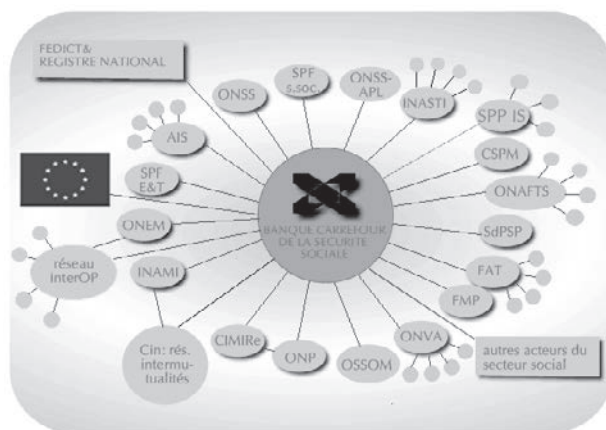 FEDICT&
REGISTRE NATIONAL
ONSS
SPF
s.soc.
ONSS-
APL
INASTI
SPP IS
AIS
CSPM
SPF
E&T
ONAFTS
BANQUE CARREFOUR
DE LA SECURITE
SOCIALE
ONEM
SdPSP
réseau
InterOP
INAMI
FAT
FMP
Cin: rés.
intermu-
tualités
CIMIRe
ONP
OSSOM
ONVA
autres acteurs du
secteur social